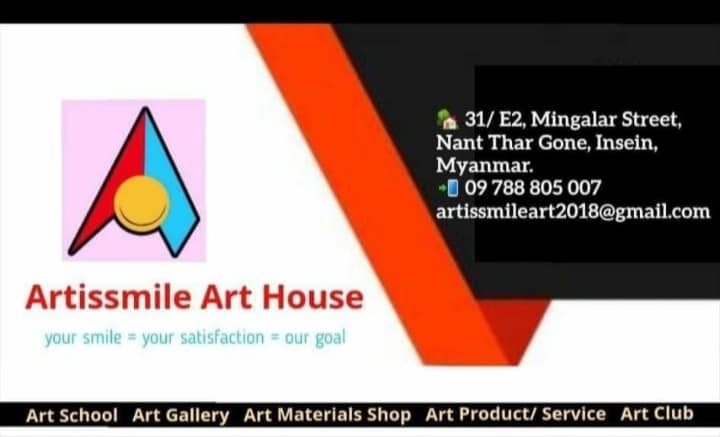 Artissmile Art House
your smile = your satisfaction = our goal
31/ E2, Mingalar Street,
Nant Thar Gone, Insein,
Myanmar.
09 788 805 007
artissmileart2018@gmail.com
Art School Art Gallery Art Materials Shop Art Product/ Service Art Club